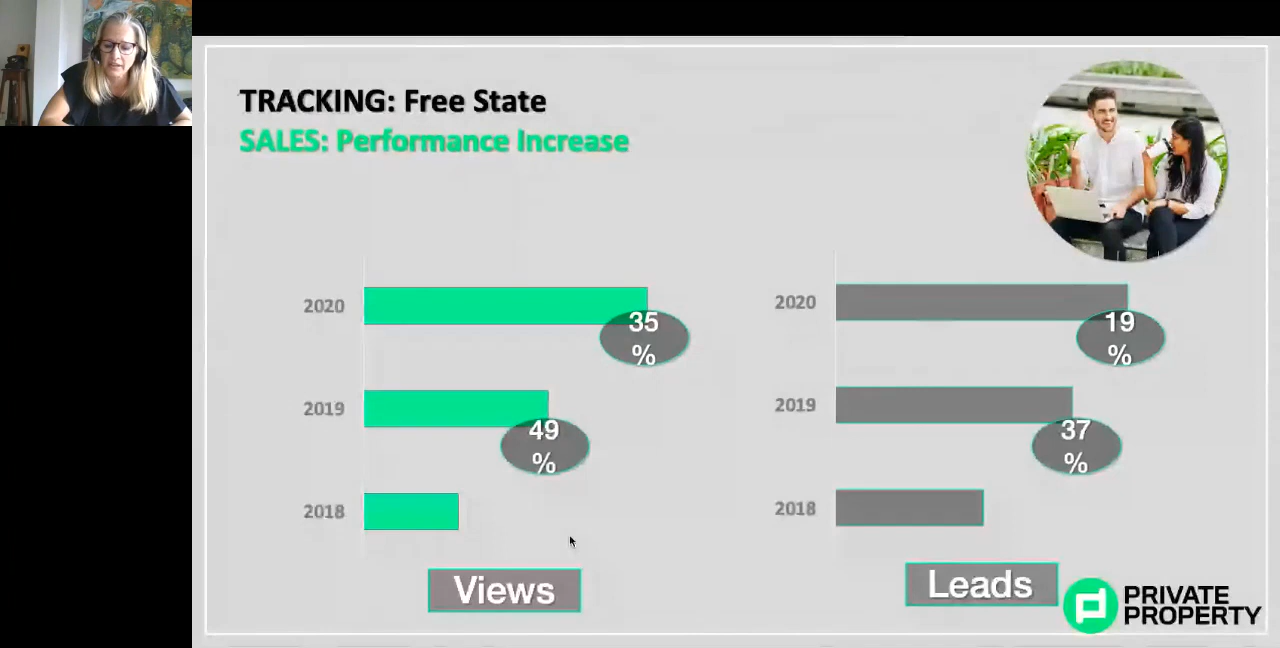 TRACKING: Free State
SALES: Performance Increase
2020
35
%
2019
49
%
2018
Views
2020
19
%
2019
37
%
2018
Leads
PRIVATE
PROPERTY